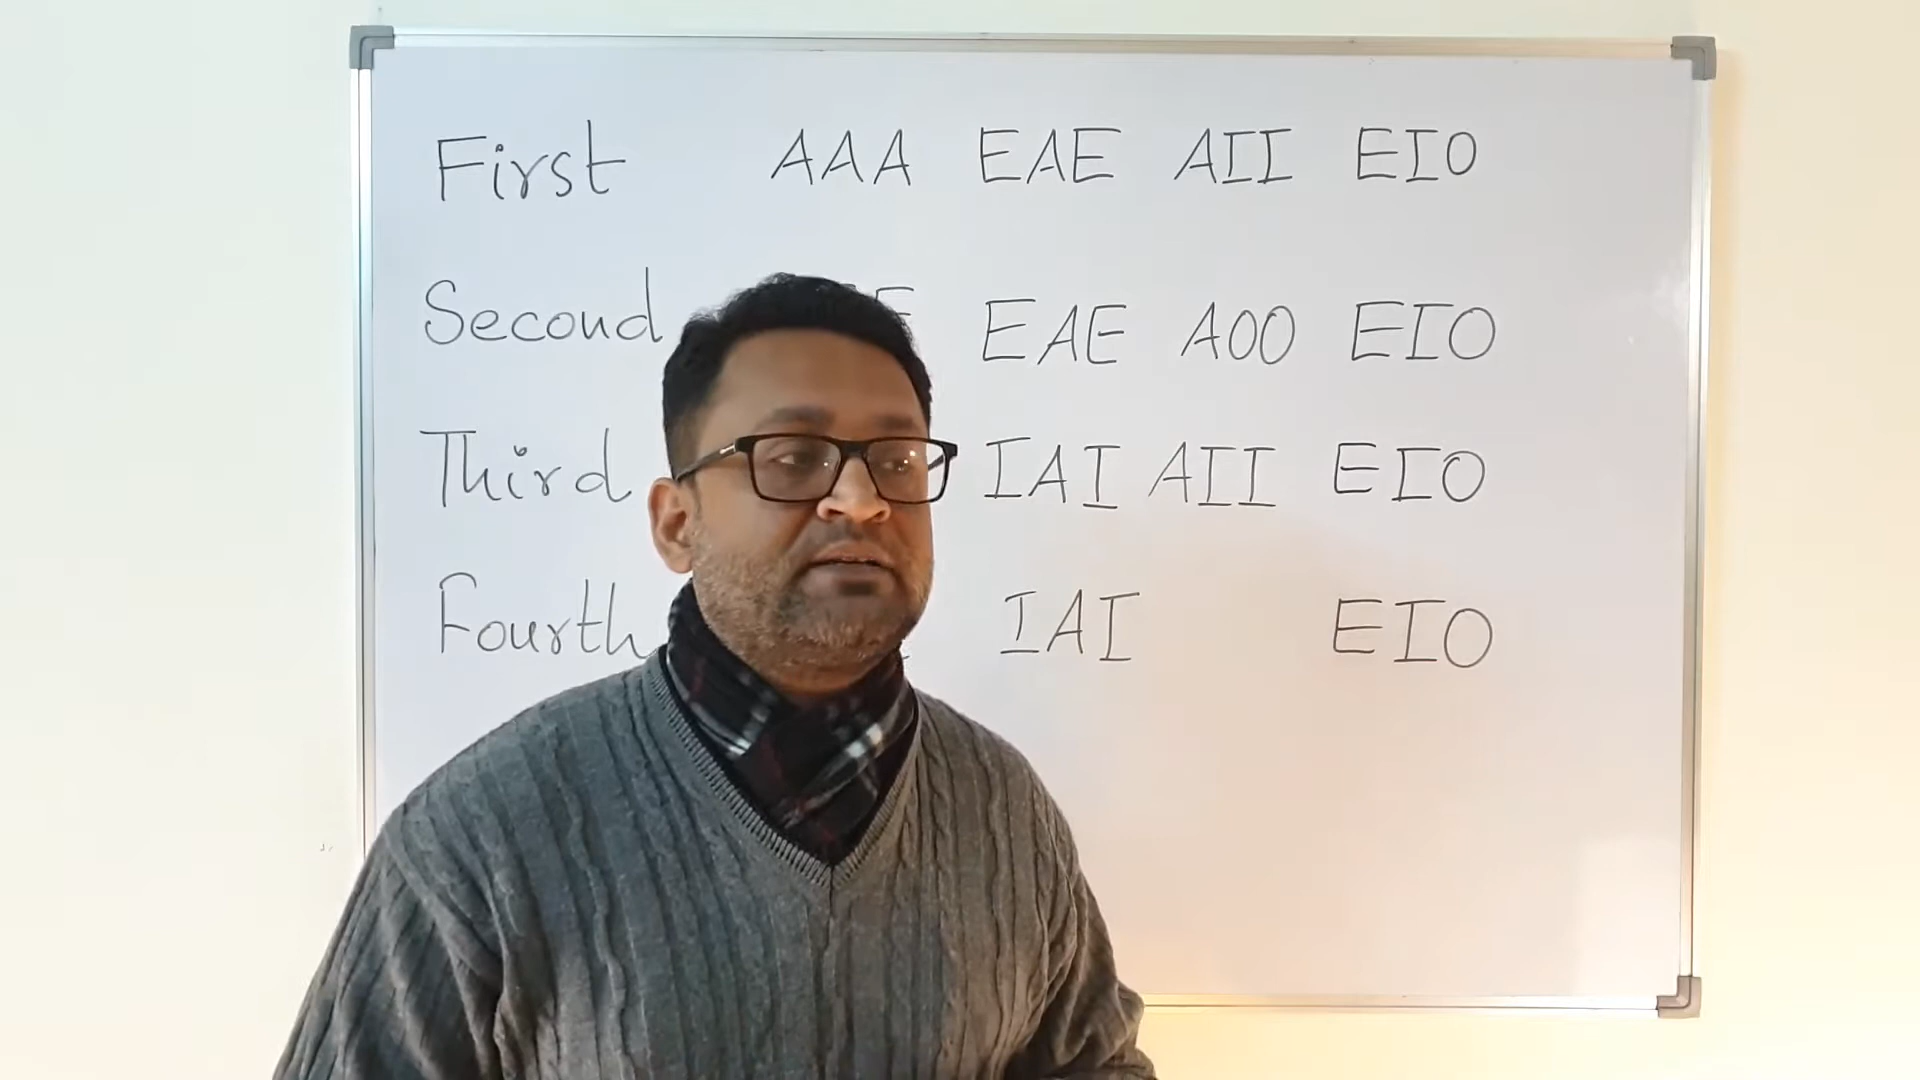 First AAA EAE AII EIO
Second EAE AOO EIO
Third IAI AII EIO
Fourth IAI EIO